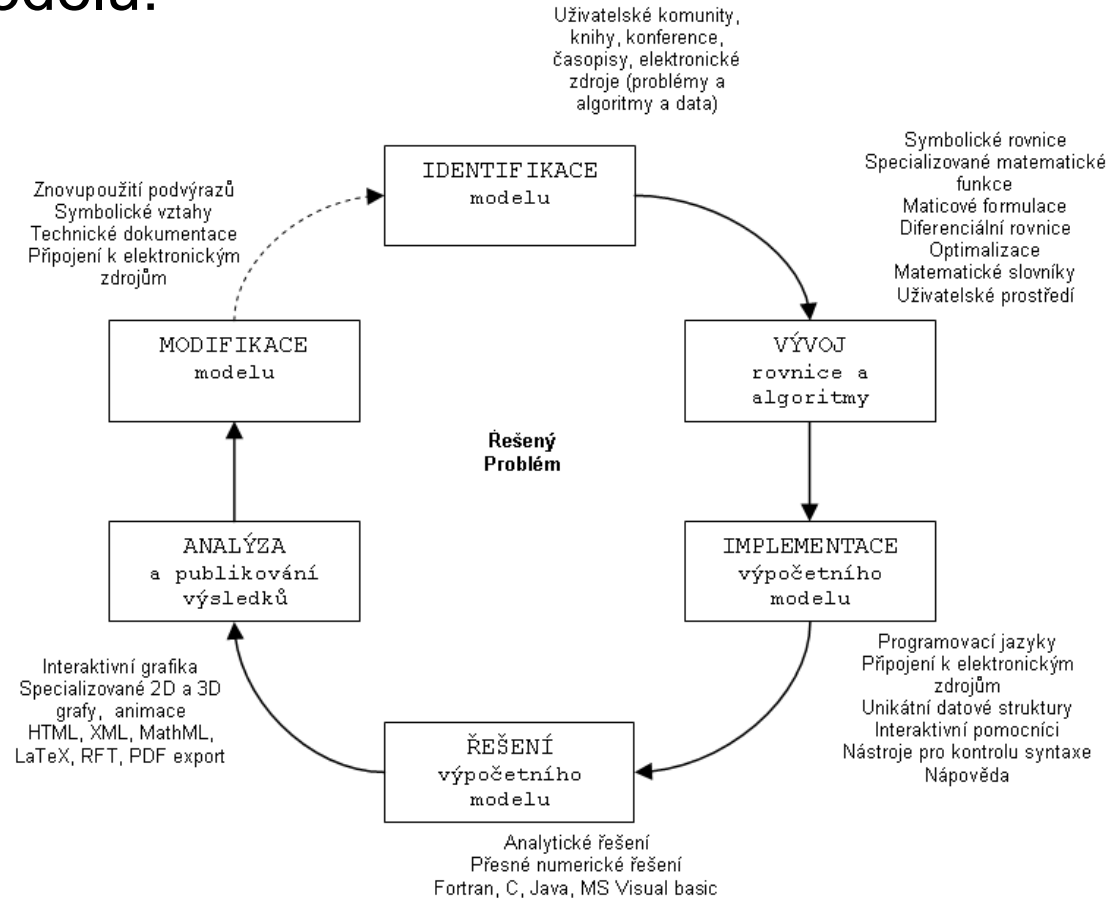 odelu:
Uživatelské komunity,
knihy, konference,
časopisy, elektronické
zdroje (problémy a
algoritmy a data)
IDENTIFIKACE
modelu
Symbolické rovnice
Specializované matematické
funkce
Maticové formulace
Diferenciální rovnice
Optimalizace
Matematické slovníky
Uživatelské prostředí
Znovupoužití podvýrazů
Symbolické vztahy
Technické dokumentace
Připojení k elektronickým
zdrojům
MODIFIKACE
modelu
VÝVOJ
rovnice a
algoritmy
Řešený
Problém
ANALÝZA
a publikování
výsledků
IMPLEMENTACE
výpočetního
modelu
Programovací jazyky
Připojení k elektronickým
zdrojům
Unikátní datové struktury
Interaktivní pomocníci
Nástroje pro kontrolu syntaxe
Nápověda
Interaktivní grafika
Specializované 2D a 3D
grafy, animace
HTML, XML, MathML,
LaTeX, RFT, PDF export
ŘEŠENÍ
výpočetního
modelu
Analytické řešení
Přesné numerické řešení
Fortran, C, Java, MS Visual basic